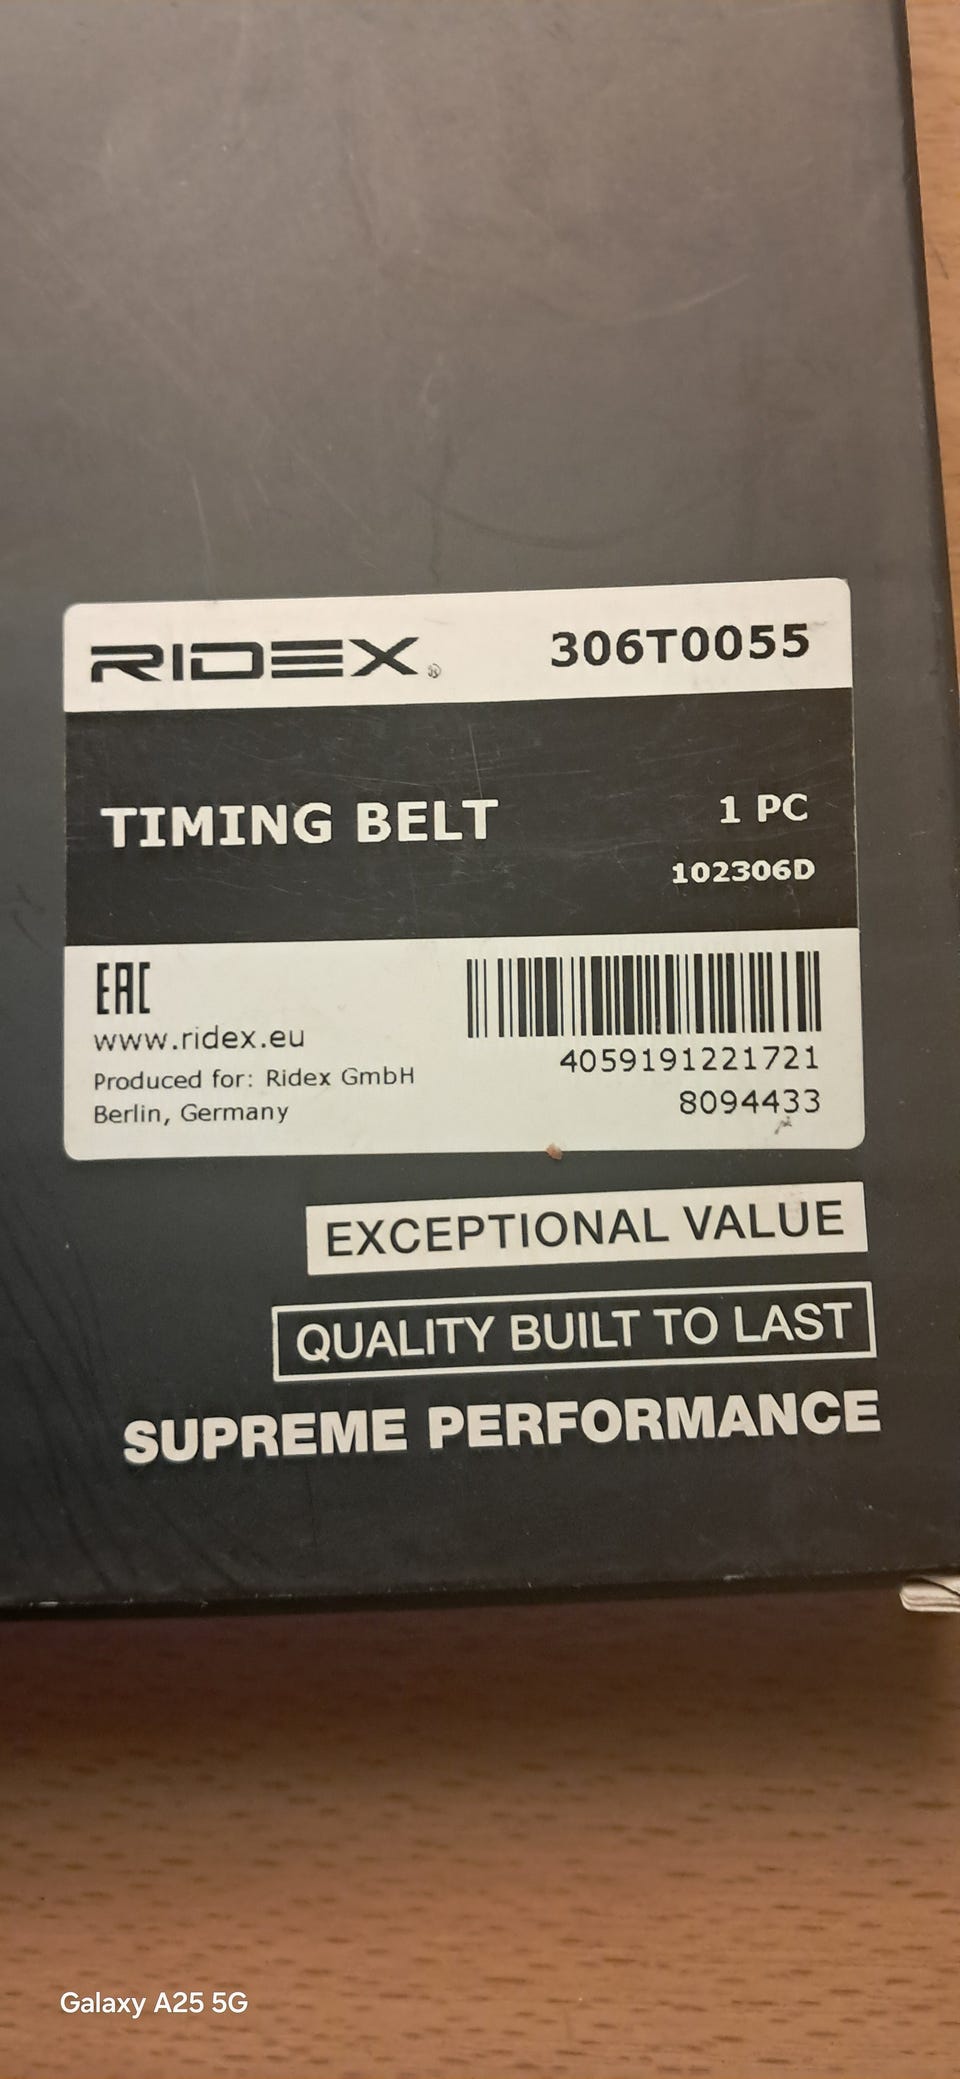 RIDEX®
306T0055
TIMING BELT
1 PC
102306D
EAC
www.ridex.eu
Produced for: Ridex GmbH
Berlin, Germany
4059191221721
8094433
EXCEPTIONAL VALUE
QUALITY BUILT TO LAST
SUPREME PERFORMANCE
Galaxy A25 5G